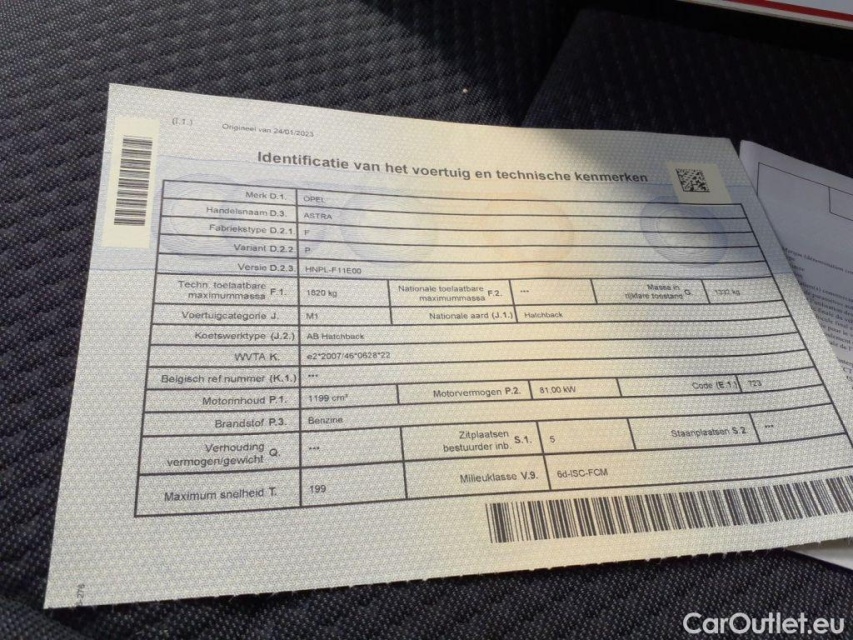 (I.1.) Origineel van 24/01/2023
Identificatie van het voertuig en technische kenmerken
Merk D.1. OPEL
Handelsnaam D.3. ASTRA
Fabriekstype D.2.1 F
Variant D.2.2 P
Versie D.2.3. HNPL-F11E00
Techn. toelaatbare maximummassa F.1. 1820 kg Nationale toelaatbare maximummassa F.2. *** Massa in rijklare toestand G. kg
Voertuigcategorie J. M1 Nationale aard (J.1.) Hatchback
Koetswerktype (J.2.) AB Hatchback
WVTA K. e2*2007/46*0628*22
Belgisch ref nummer (K.1.) ***
Motorinhoud P.1. 1199 cm³ Motorvermogen P.2. 81.00 kW Code (E.1.) 723
Brandstof P.3. Benzine
Verhouding vermogen/gewicht Q. *** Zitplaatsen bestuurder inb. S.1. 5 Staanplaatsen S.2 ***
Maximum snelheid T. 199 Milieuklasse V.9. 6d-ISC-FCM
CarOutlet.eu